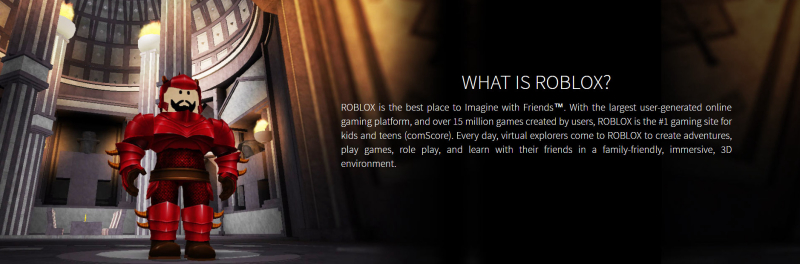 WHAT IS ROBLOX?
ROBLOX is the best place to Imagine with Friends™. With the largest user-generated online
gaming platform, and over 15 million games created by users, ROBLOX is the #1 gaming site for
kids and teens (comScore). Every day, virtual explorers come to ROBLOX to create adventures,
play games, role play, and learn with their friends in a family-friendly, immersive, 3D
environment.